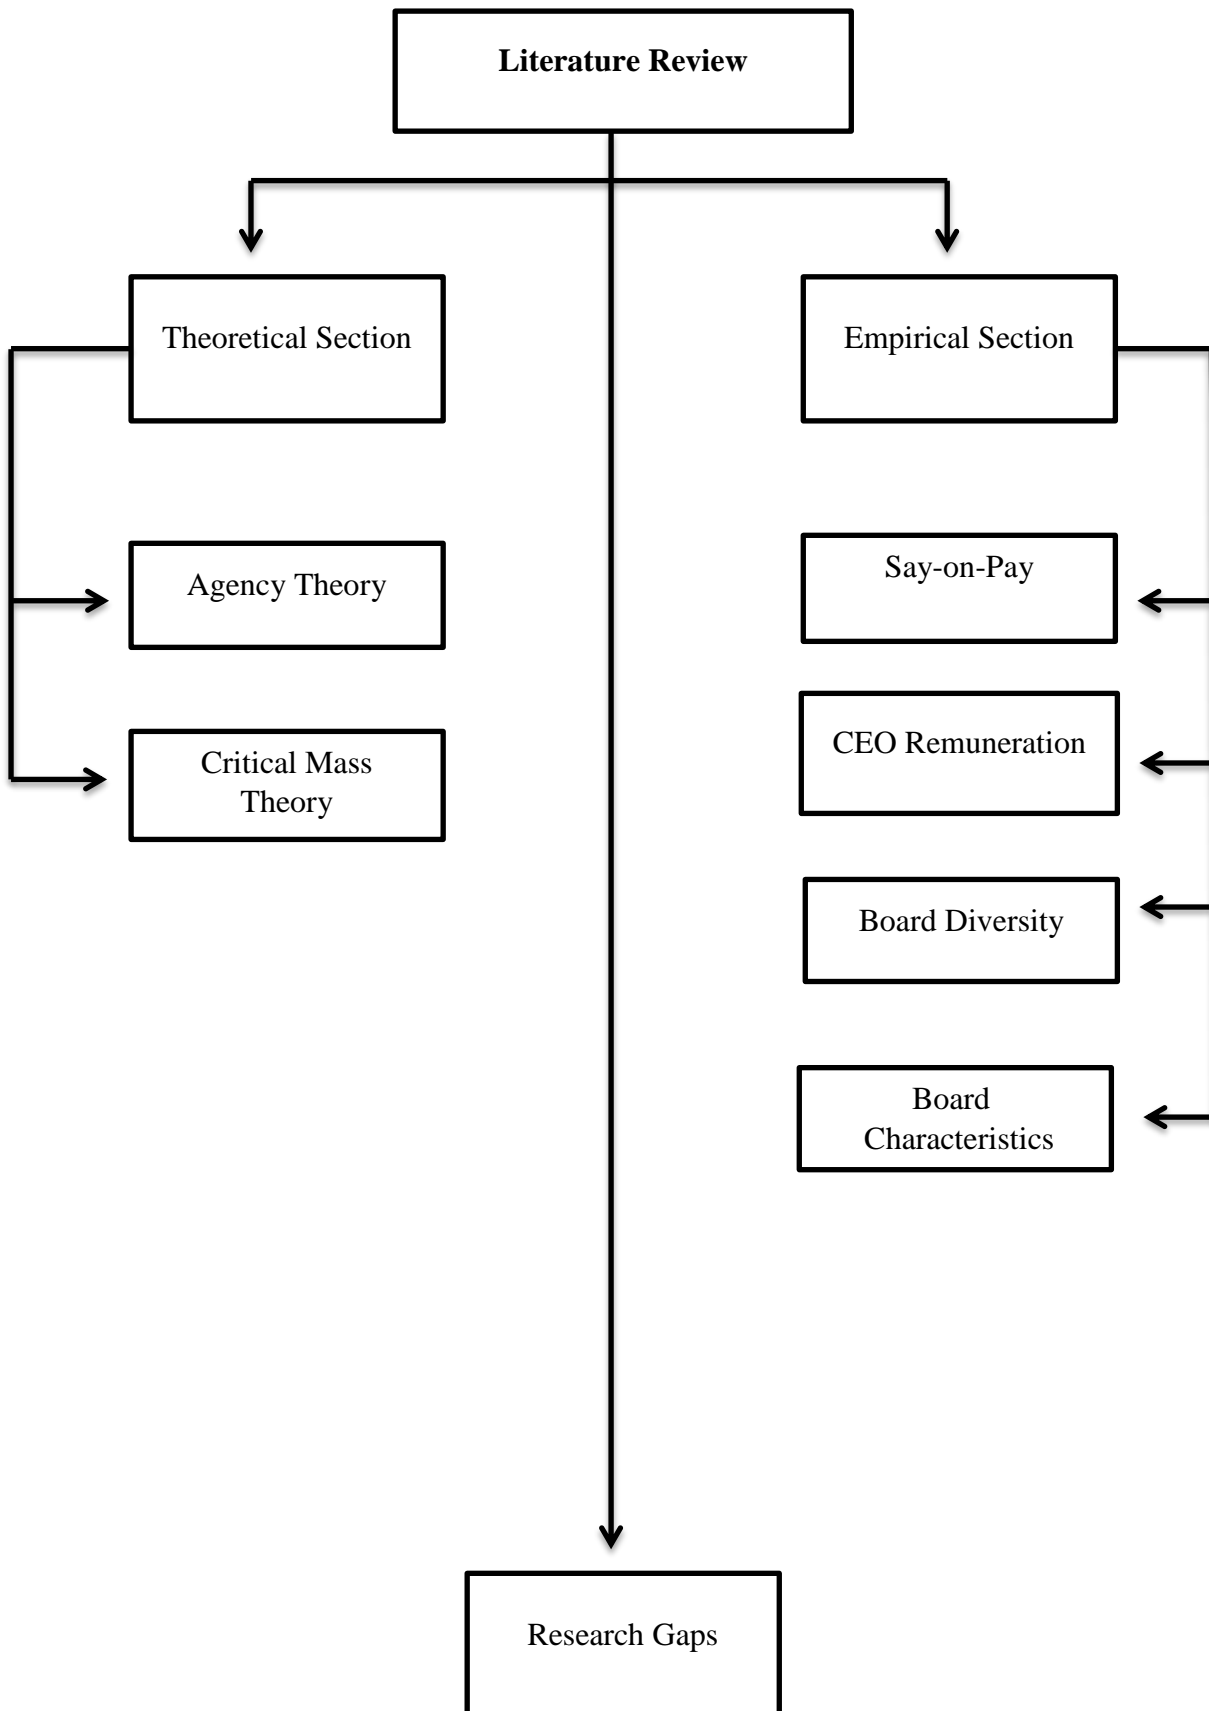 Literature Review
Theoretical Section
Empirical Section
Agency Theory
Critical Mass
Theory
Say-on-Pay
CEO Remuneration
Board Diversity
Board
Characteristics
Research Gaps